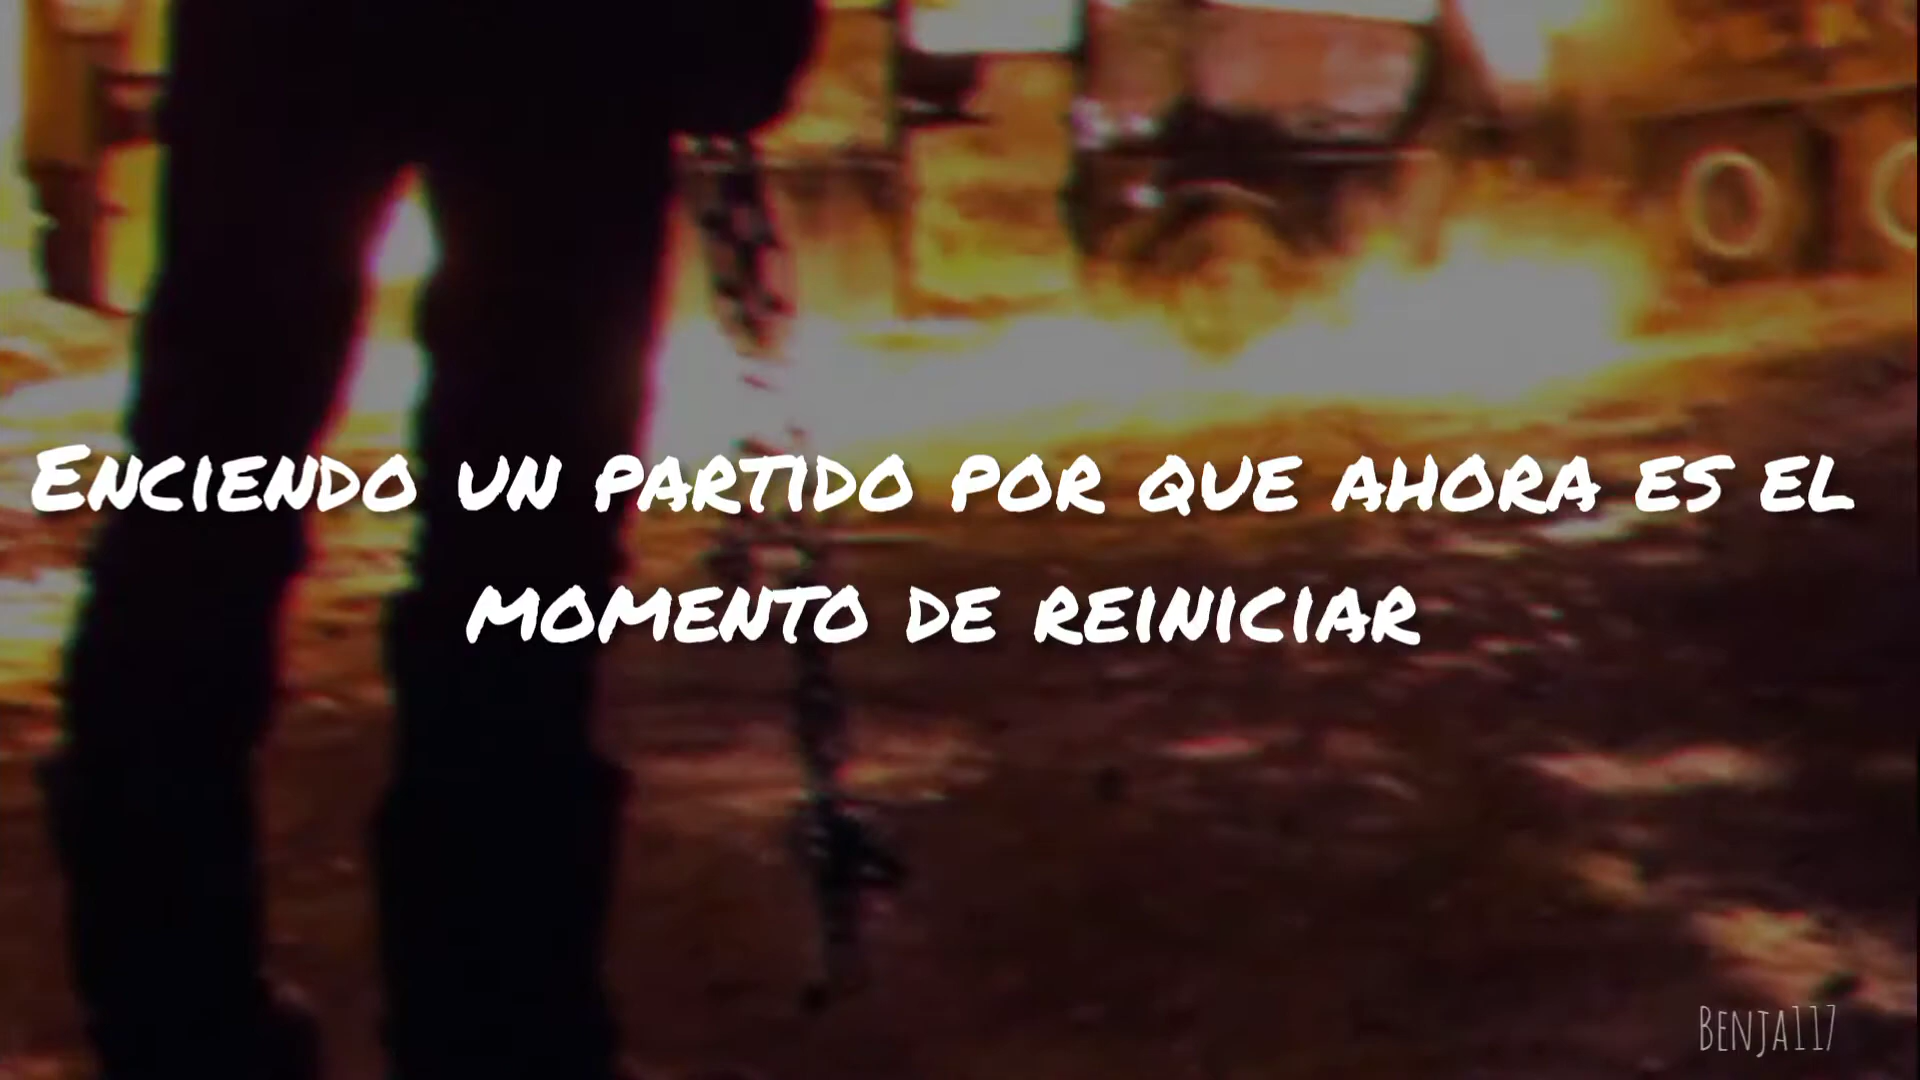 Enciendo un partido por que ahora es el
momento de reiniciar
Benja117